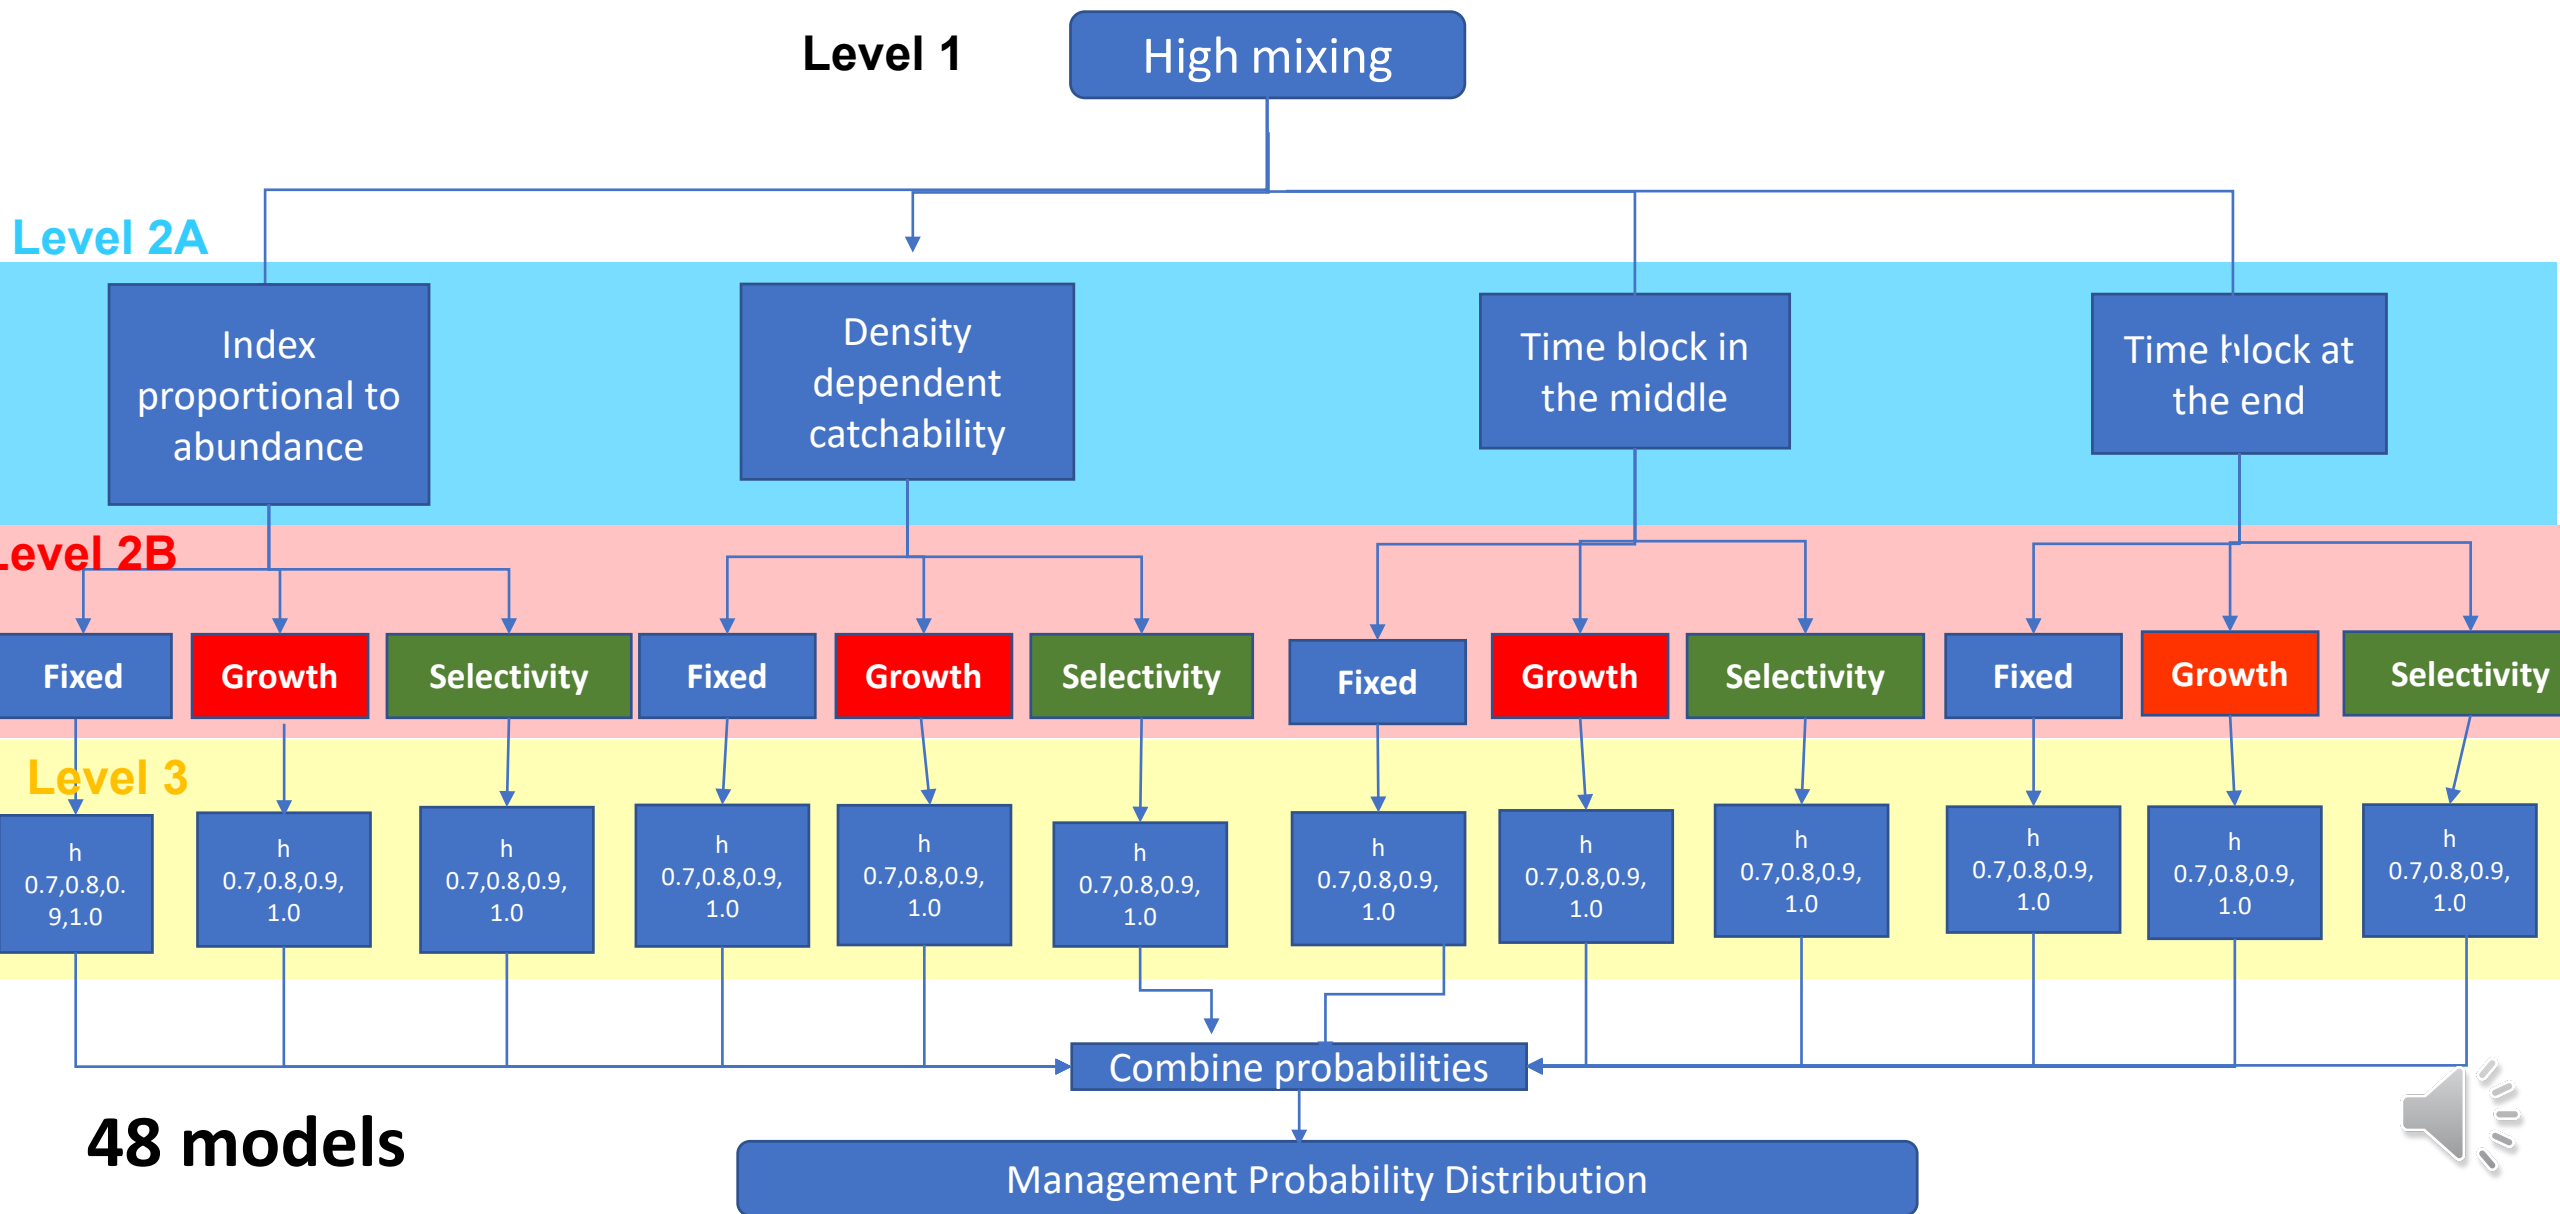 Level 1
High mixing
Level 2A
Index
proportional to
abundance
Density
dependent
catchability
Time block in
the middle
Time block at
the end
Level 2B
Fixed
Growth
Selectivity
Fixed
Growth
Selectivity
Fixed
Growth
Selectivity
Fixed
Growth
Selectivity
Level 3
h
0.7,0.8,0.
9,1.0
h
0.7,0.8,0.9,
1.0
h
0.7,0.8,0.9,
1.0
h
0.7,0.8,0.9,
1.0
h
0.7,0.8,0.9,
1.0
h
0.7,0.8,0.9,
1.0
h
0.7,0.8,0.9,
1.0
h
0.7,0.8,0.9,
1.0
h
0.7,0.8,0.9,
1.0
h
0.7,0.8,0.9,
1.0
h
0.7,0.8,0.9,
1.0
h
0.7,0.8,0.9,
1.0
Combine probabilities
48 models
Management Probability Distribution